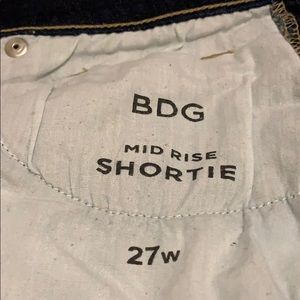 BDG
MID RISE
SHORTIE
27W